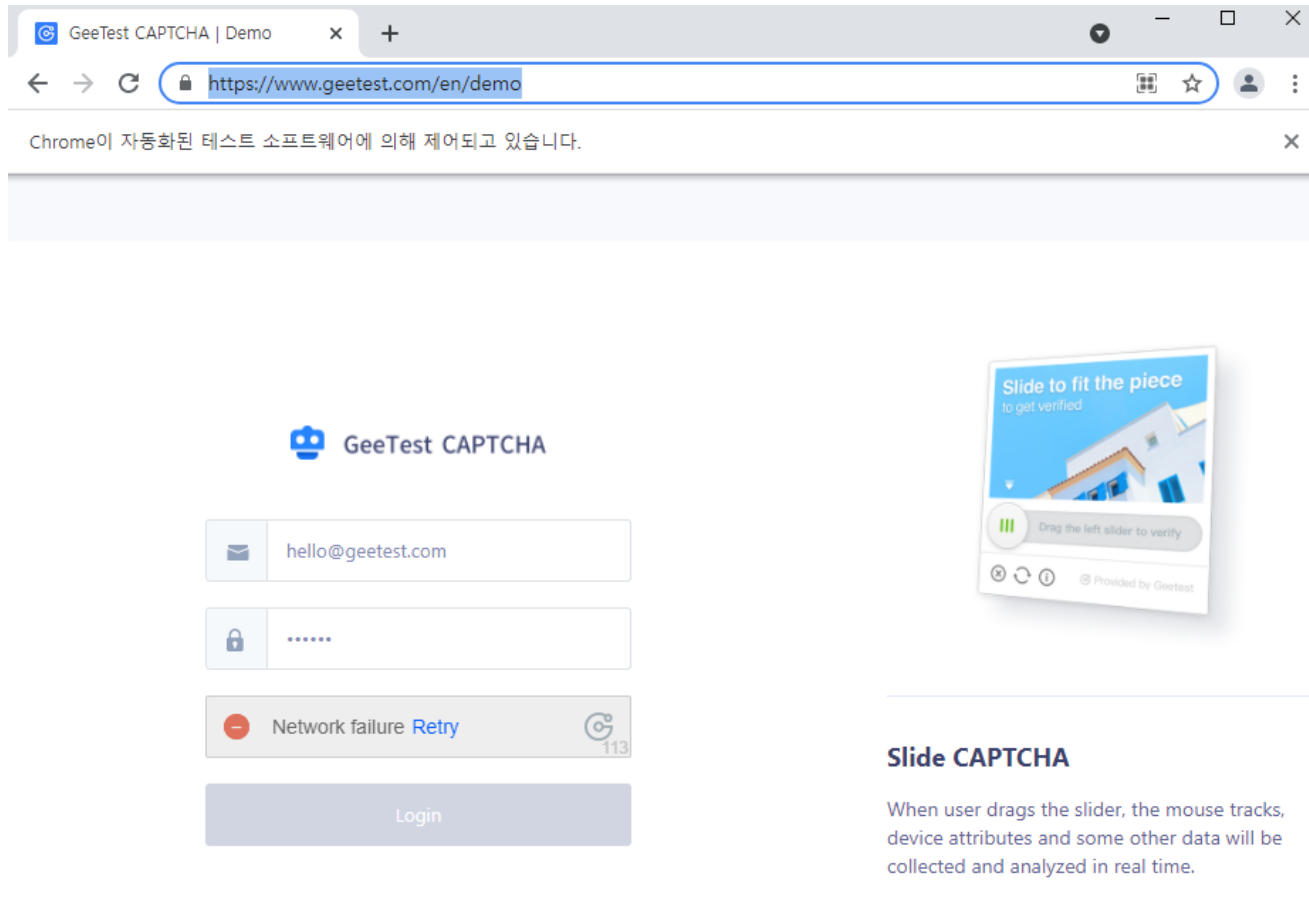 GeeTest CAPTCHA | Demo
https://www.geetest.com/en/demo
Chrome이 자동화된 테스트 소프트웨어에 의해 제어되고 있습니다.
GeeTest CAPTCHA
hello@geetest.com
••••••
Network failure Retry
113
Login
Slide to fit the piece
to get verified
Drag the left slider to verify
Provided by Geetest
Slide CAPTCHA
When user drags the slider, the mouse tracks,
device attributes and some other data will be
collected and analyzed in real time.